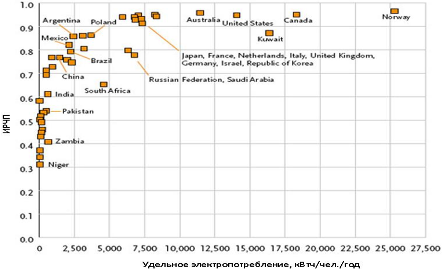 1.0
0.9
0.8
0.7
0.6
0.5
0.4
0.3
0.2
0.1
0.0
ИРЧП
Argentina
Poland
Mexico
Brazil
China
India
South Africa
Pakistan
Zambia
Niger
Australia
United States
Canada
Norway
Kuwait
Japan, France, Netherlands, Italy, United Kingdom,
Germany, Israel, Republic of Korea
Russian Federation, Saudi Arabia
0 2,500 5,000 7,500 10,000 12,500 15,000 17,500 20,000 22,500 25,000 27,500
Удельное электропотребление, кВтч/чел./год